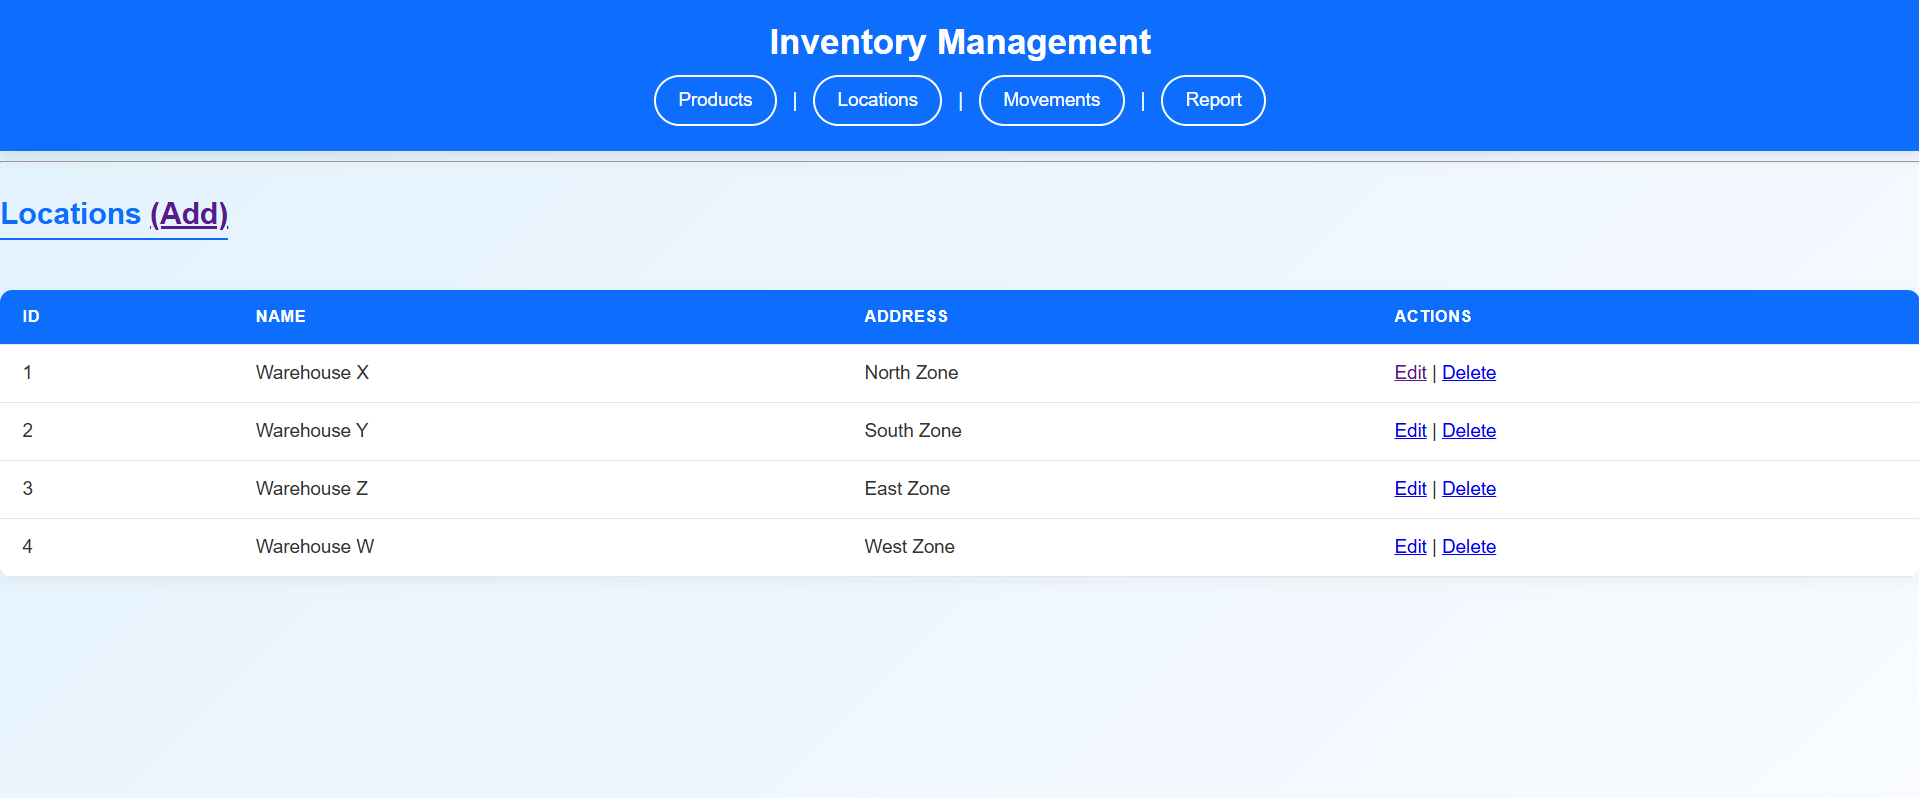 Inventory Management
Products | Locations | Movements | Report
Locations (Add)
ID NAME ADDRESS ACTIONS
1 Warehouse X North Zone Edit | Delete
2 Warehouse Y South Zone Edit | Delete
3 Warehouse Z East Zone Edit | Delete
4 Warehouse W West Zone Edit | Delete